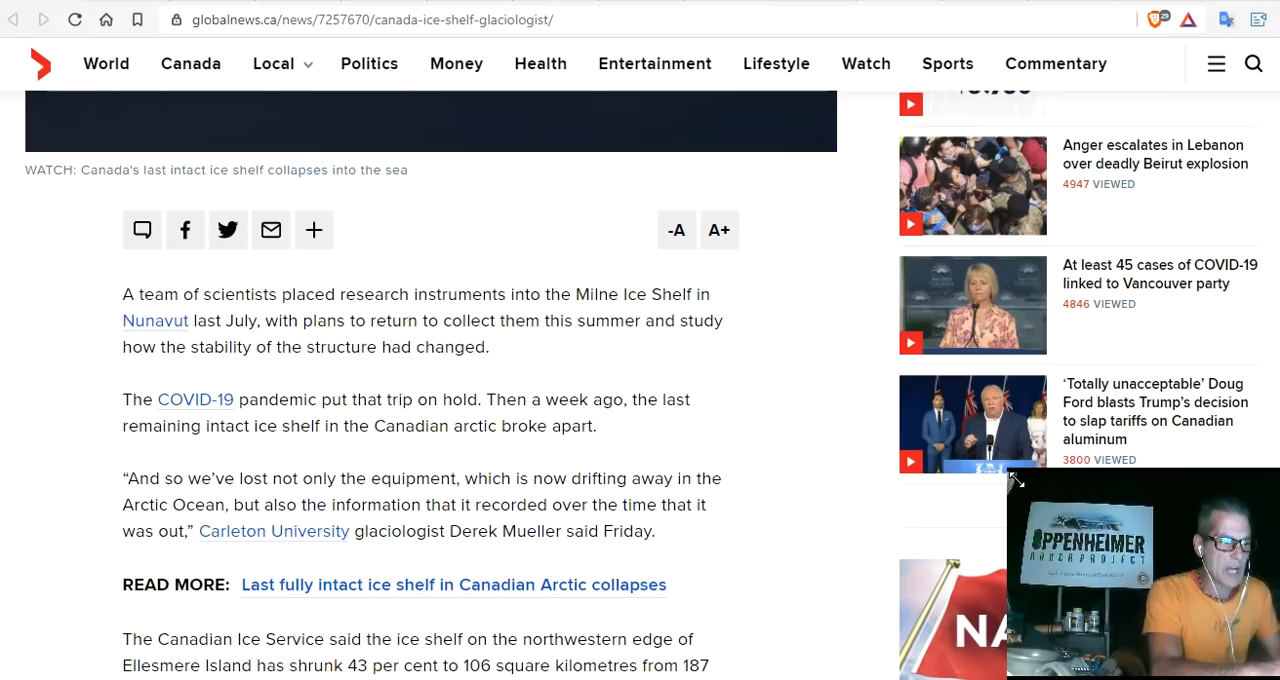 globalnews.ca/news/7257670/canada-ice-shelf-glaciologist/
29
World Canada Local Politics Money Health Entertainment Lifestyle Watch Sports Commentary
WATCH: Canada's last intact ice shelf collapses into the sea
-A A+
A team of scientists placed research instruments into the Milne Ice Shelf in
Nunavut last July, with plans to return to collect them this summer and study
how the stability of the structure had changed.
The COVID-19 pandemic put that trip on hold. Then a week ago, the last
remaining intact ice shelf in the Canadian arctic broke apart.
“And so we’ve lost not only the equipment, which is now drifting away in the
Arctic Ocean, but also the information that it recorded over the time that it
was out,” Carleton University glaciologist Derek Mueller said Friday.
READ MORE: Last fully intact ice shelf in Canadian Arctic collapses
The Canadian Ice Service said the ice shelf on the northwestern edge of
Ellesmere Island has shrunk 43 per cent to 106 square kilometres from 187
Anger escalates in Lebanon
over deadly Beirut explosion
4947 VIEWED
At least 45 cases of COVID-19
linked to Vancouver party
4846 VIEWED
‘Totally unacceptable’ Doug
Ford blasts Trump’s decision
to slap tariffs on Canadian
aluminum
3800 VIEWED
NA
OPPENHEIMER
RANCH PROJECT